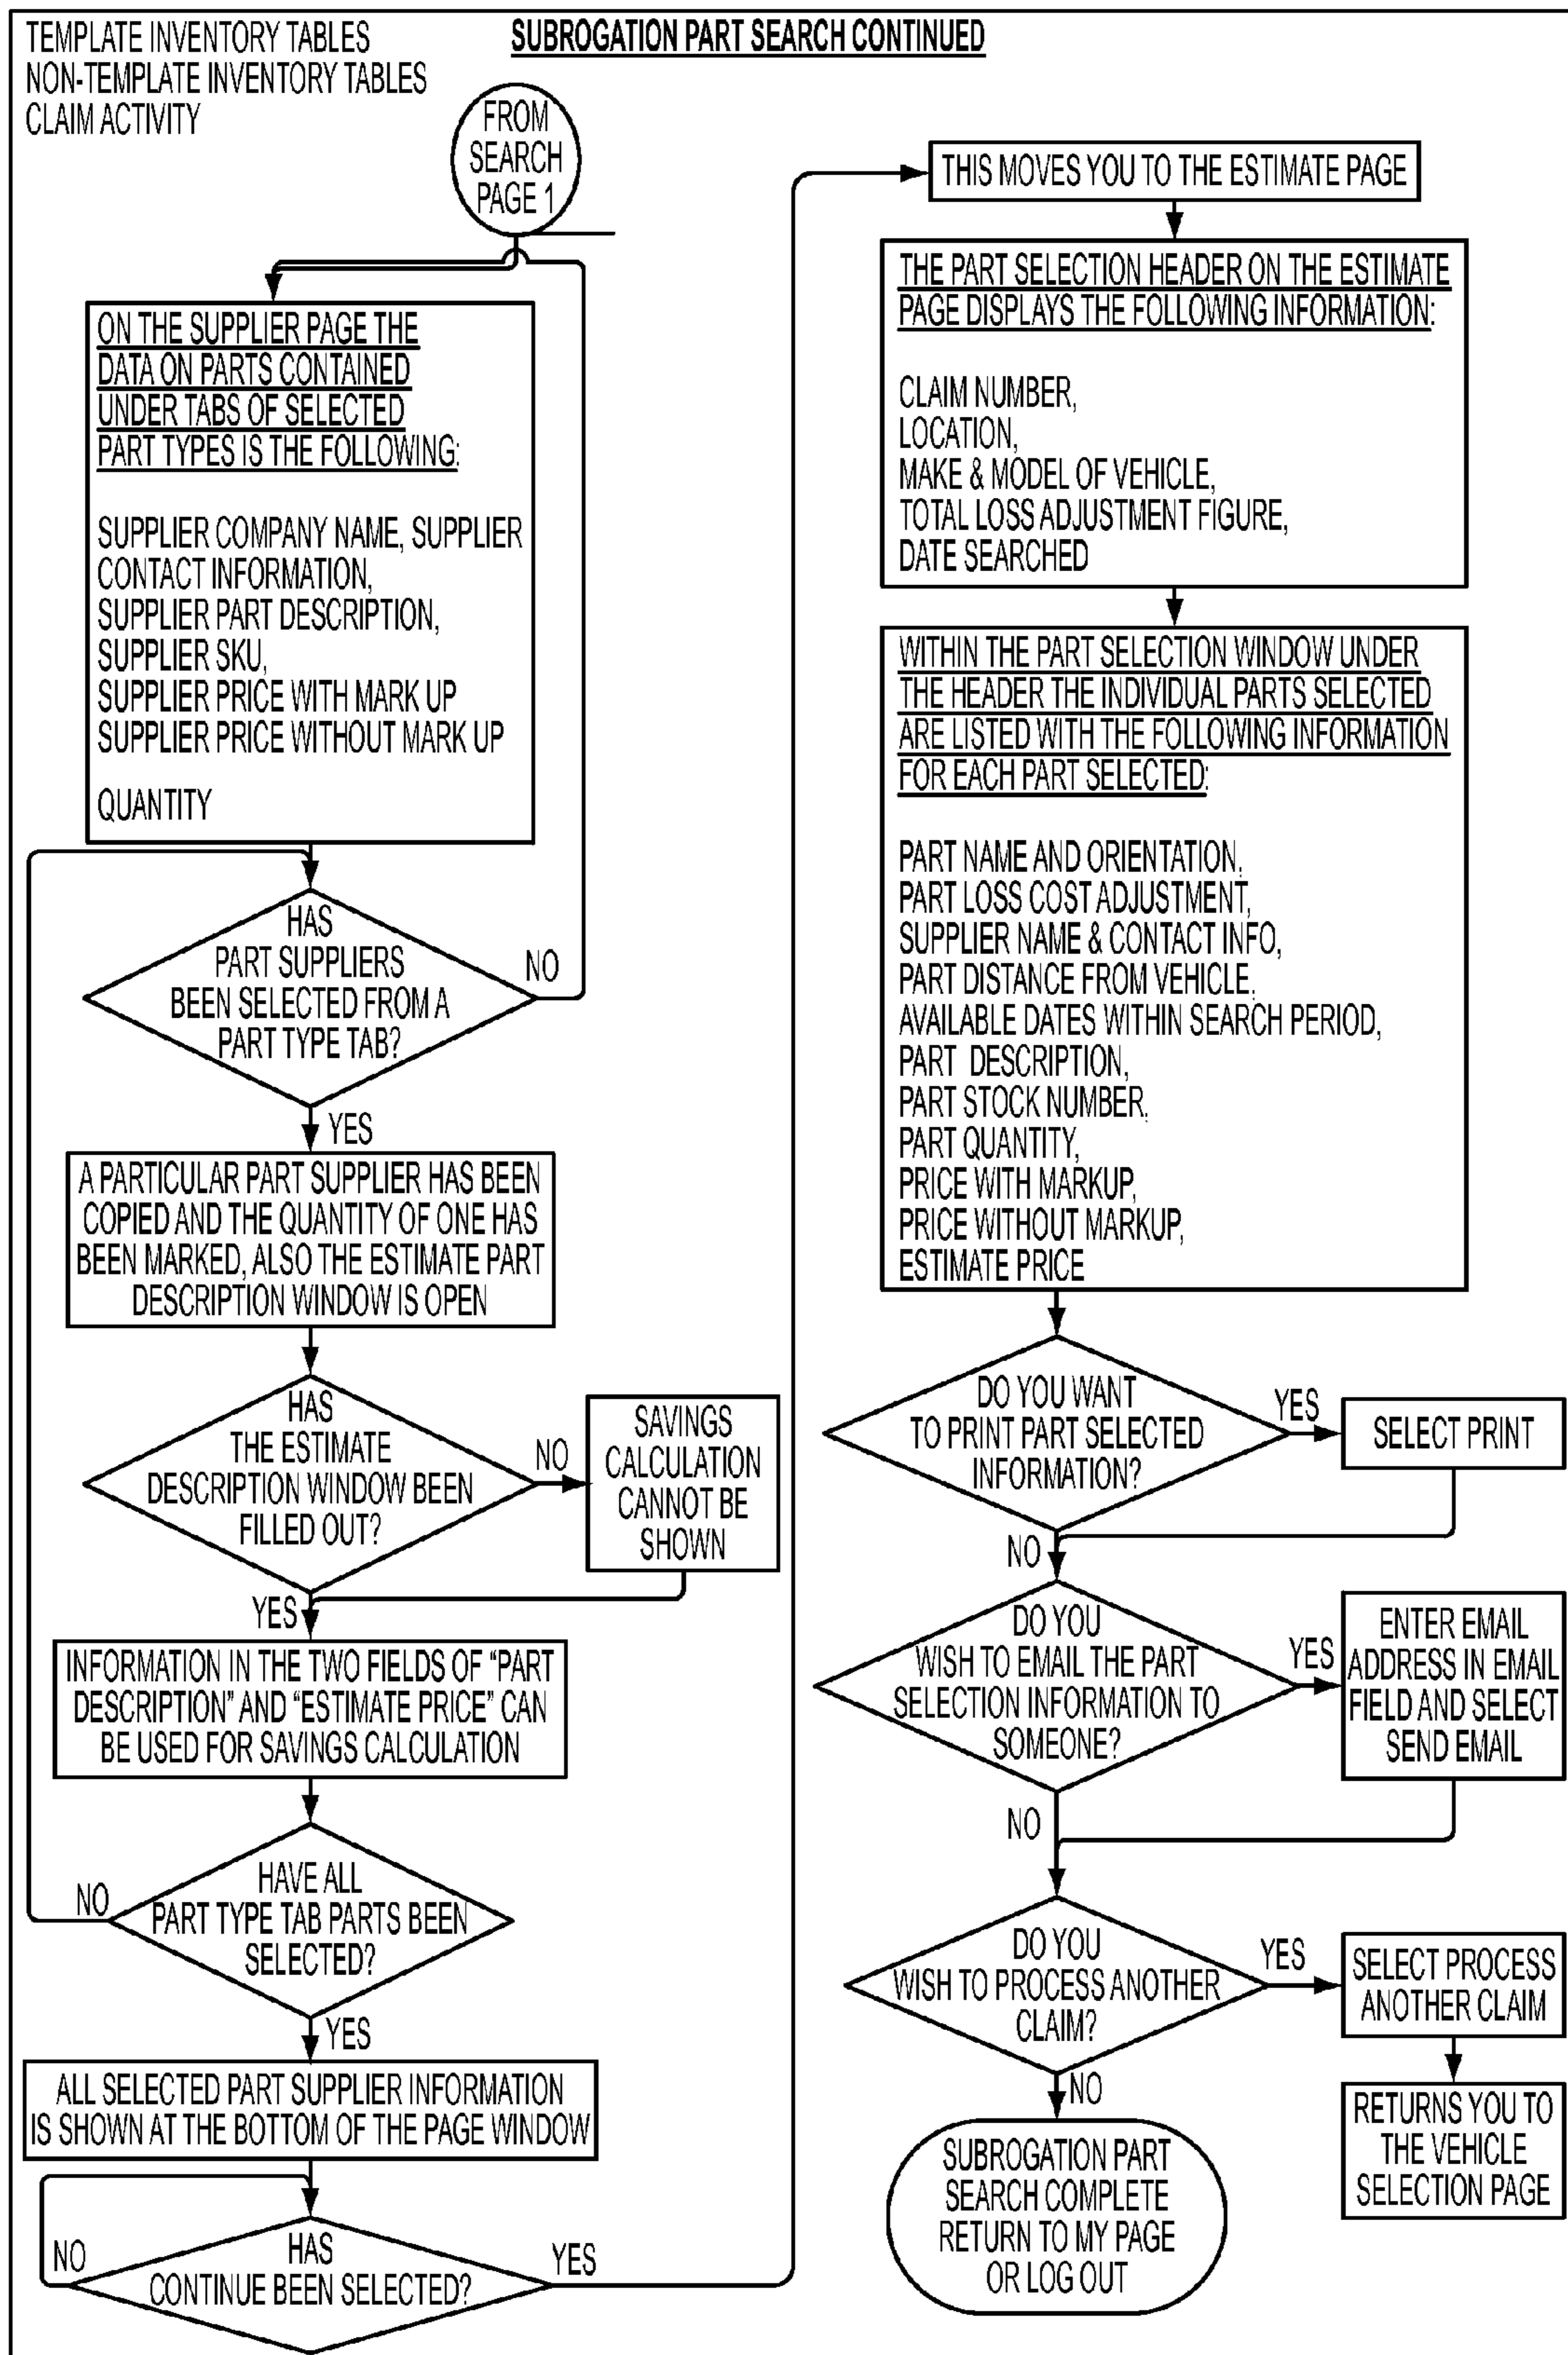 TEMPLATE INVENTORY TABLES
NON-TEMPLATE INVENTORY TABLES
CLAIM ACTIVITY
SUBROGATION PART SEARCH CONTINUED
FROM
SEARCH
PAGE 1
ON THE SUPPLIER PAGE THE
DATA ON PARTS CONTAINED
UNDER TABS OF SELECTED
PART TYPES IS THE FOLLOWING:
SUPPLIER COMPANY NAME, SUPPLIER
CONTACT INFORMATION,
SUPPLIER PART DESCRIPTION,
SUPPLIER SKU,
SUPPLIER PRICE WITH MARK UP
SUPPLIER PRICE WITHOUT MARK UP
QUANTITY
HAS
PART SUPPLIERS
BEEN SELECTED FROM A
PART TYPE TAB?
NO
YES
A PARTICULAR PART SUPPLIER HAS BEEN
COPIED AND THE QUANTITY OF ONE HAS
BEEN MARKED, ALSO THE ESTIMATE PART
DESCRIPTION WINDOW IS OPEN
HAS
THE ESTIMATE
DESCRIPTION WINDOW BEEN
FILLED OUT?
NO
SAVINGS
CALCULATION
CANNOT BE
SHOWN
YES
INFORMATION IN THE TWO FIELDS OF “PART
DESCRIPTION” AND “ESTIMATE PRICE” CAN
BE USED FOR SAVINGS CALCULATION
HAVE ALL
PART TYPE TAB PARTS BEEN
SELECTED?
NO
YES
ALL SELECTED PART SUPPLIER INFORMATION
IS SHOWN AT THE BOTTOM OF THE PAGE WINDOW
HAS
CONTINUE BEEN SELECTED?
NO
YES
THIS MOVES YOU TO THE ESTIMATE PAGE
THE PART SELECTION HEADER ON THE ESTIMATE
PAGE DISPLAYS THE FOLLOWING INFORMATION:
CLAIM NUMBER,
LOCATION,
MAKE & MODEL OF VEHICLE,
TOTAL LOSS ADJUSTMENT FIGURE,
DATE SEARCHED
WITHIN THE PART SELECTION WINDOW UNDER
THE HEADER THE INDIVIDUAL PARTS SELECTED
ARE LISTED WITH THE FOLLOWING INFORMATION
FOR EACH PART SELECTED:
PART NAME AND ORIENTATION,
PART LOSS COST ADJUSTMENT,
SUPPLIER NAME & CONTACT INFO,
PART DISTANCE FROM VEHICLE,
AVAILABLE DATES WITHIN SEARCH PERIOD,
PART DESCRIPTION,
PART STOCK NUMBER,
PART QUANTITY,
PRICE WITH MARKUP,
PRICE WITHOUT MARKUP,
ESTIMATE PRICE
DO YOU WANT
TO PRINT PART SELECTED
INFORMATION?
YES
SELECT PRINT
NO
DO YOU
WISH TO EMAIL THE PART
SELECTION INFORMATION TO
SOMEONE?
YES
ENTER EMAIL
ADDRESS IN EMAIL
FIELD AND SELECT
SEND EMAIL
NO
DO YOU
WISH TO PROCESS ANOTHER
CLAIM?
YES
SELECT PROCESS
ANOTHER CLAIM
RETURNS YOU TO
THE VEHICLE
SELECTION PAGE
NO
SUBROGATION PART
SEARCH COMPLETE
RETURN TO MY PAGE
OR LOG OUT